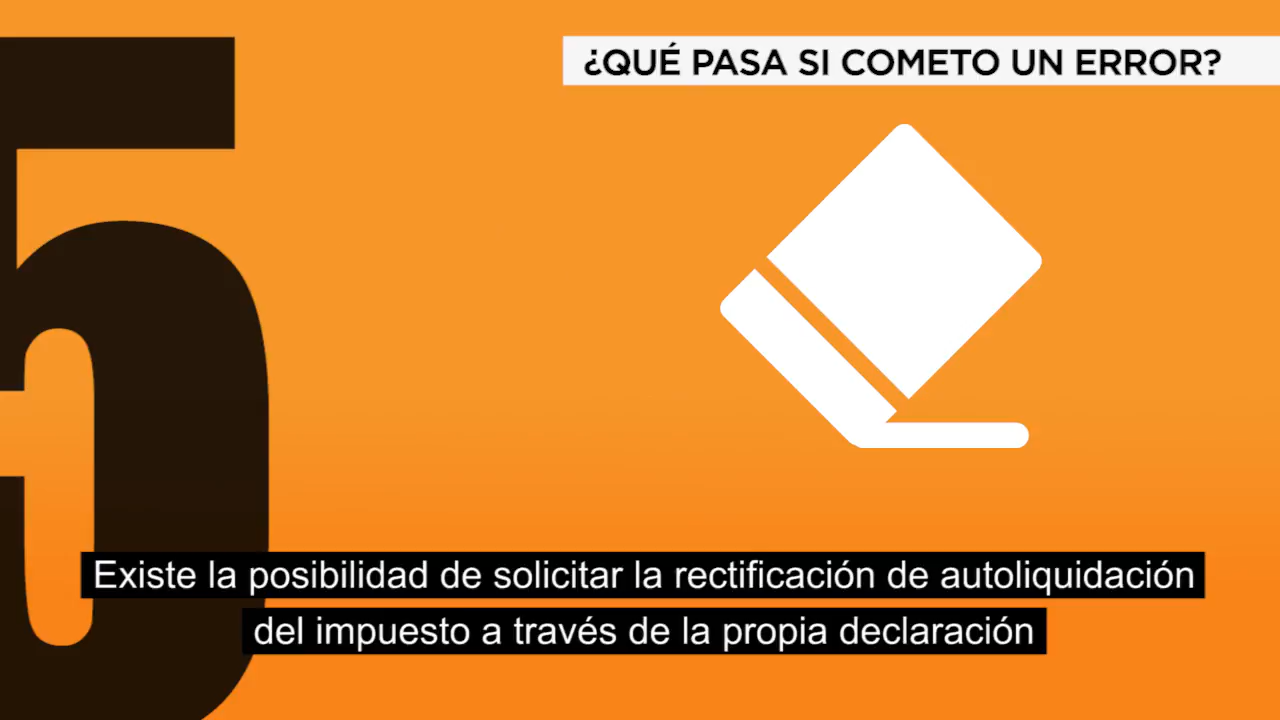 5
¿QUÉ PASA SI COMETO UN ERROR?
Existe la posibilidad de solicitar la rectificación de autoliquidación
del impuesto a través de la propia declaración